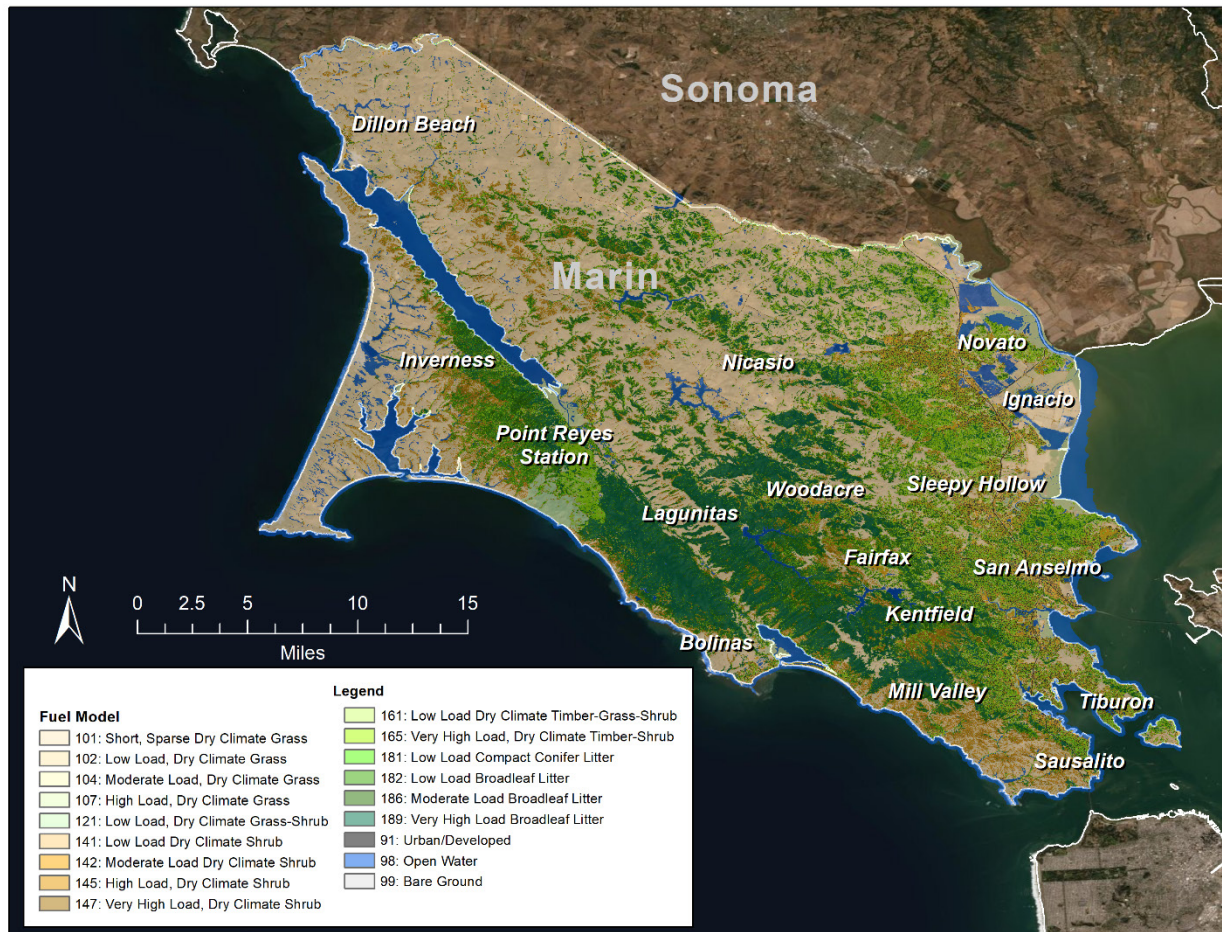 Sonoma
Dillon Beach
Marin
Novato
Inverness
Nicasio
Ignacio
Point Reyes
Station
Woodacre
Sleepy Hollow
Lagunitas
Fairfax
San Anselmo
N
0 2.5 5 10 15
Miles
Kentfield
Bolinas
Mill Valley
Tiburon
Sausalito
Legend
Fuel Model
101: Short, Sparse Dry Climate Grass
102: Low Load, Dry Climate Grass
104: Moderate Load, Dry Climate Grass
107: High Load, Dry Climate Grass
121: Low Load, Dry Climate Grass-Shrub
141: Low Load Dry Climate Shrub
142: Moderate Load Dry Climate Shrub
145: High Load, Dry Climate Shrub
147: Very High Load, Dry Climate Shrub
161: Low Load Dry Climate Timber-Grass-Shrub
165: Very High Load, Dry Climate Timber-Shrub
181: Low Load Compact Conifer Litter
182: Low Load Broadleaf Litter
186: Moderate Load Broadleaf Litter
189: Very High Load Broadleaf Litter
91: Urban/Developed
98: Open Water
99: Bare Ground